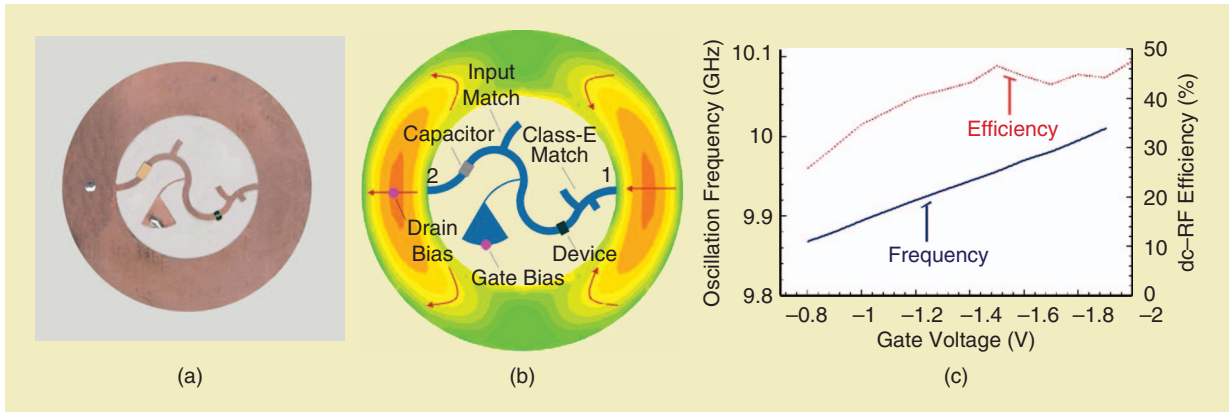 Input
Match
Capacitor
Class-E
Match
2
1
Drain
Bias
Device
Gate Bias
10.1
10
9.9
9.8
Oscillation Frequency (GHz)
Efficiency
Frequency
50
40
30
20
10
0
dc–RF Efficiency (%)
–0.8 –1 –1.2 –1.4 –1.6 –1.8 –2
Gate Voltage (V)
(a) (b) (c)